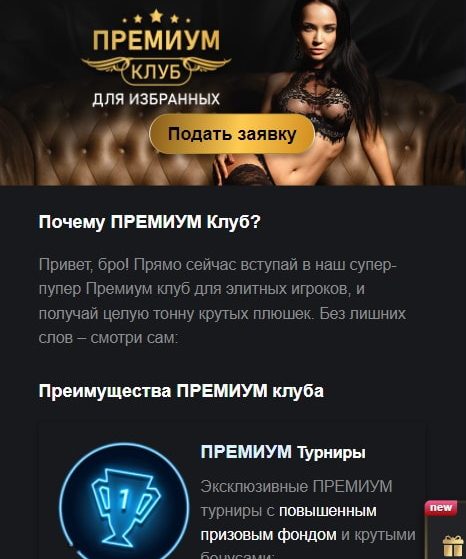 ПРЕМИУМ
КЛУБ
ДЛЯ ИЗБРАННЫХ
Подать заявку
Почему ПРЕМИУМ Клуб?
Привет, бро! Прямо сейчас вступай в наш супер-
пупер Премиум клуб для элитных игроков, и
получай целую тонну крутых плюшек. Без лишних
слов – смотри сам:
Преимущества ПРЕМИУМ клуба
1
ПРЕМИУМ Турниры
Эксклюзивные ПРЕМИУМ
турниры с повышенным
призовым фондом и крутыми
бонусами:
new